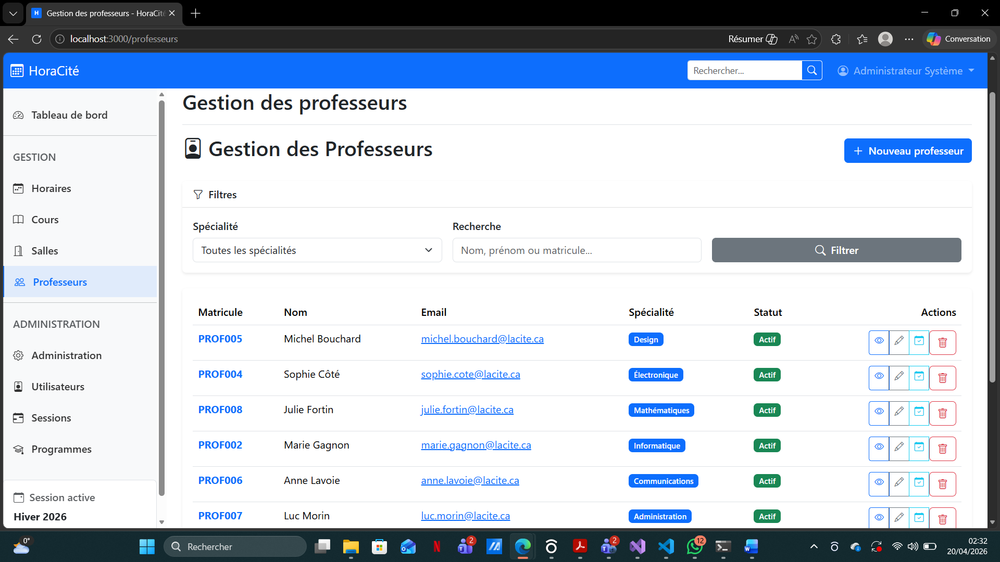 H Gestion des professeurs - HoraCité
localhost:3000/professeurs
Résumer
Conversation
HoraCité
Rechercher...
Administrateur Système
Tableau de bord
GESTION
Horaires
Cours
Salles
Professeurs
ADMINISTRATION
Administration
Utilisateurs
Sessions
Programmes
Session active
Hiver 2026
Gestion des professeurs
Gestion des Professeurs
+ Nouveau professeur
Filtres
Spécialité
Recherche
Toutes les spécialités
Nom, prénom ou matricule...
Filtrer
Matricule Nom Email Spécialité Statut Actions
PROF005 Michel Bouchard michel.bouchard@lacite.ca Design Actif
PROF004 Sophie Côté sophie.cote@lacite.ca Électronique Actif
PROF008 Julie Fortin julie.fortin@lacite.ca Mathématiques Actif
PROF002 Marie Gagnon marie.gagnon@lacite.ca Informatique Actif
PROF006 Anne Lavoie anne.lavoie@lacite.ca Communications Actif
PROF007 Luc Morin luc.morin@lacite.ca Administration Actif
0°
Rechercher
2
2
12
02:32
20/04/2026